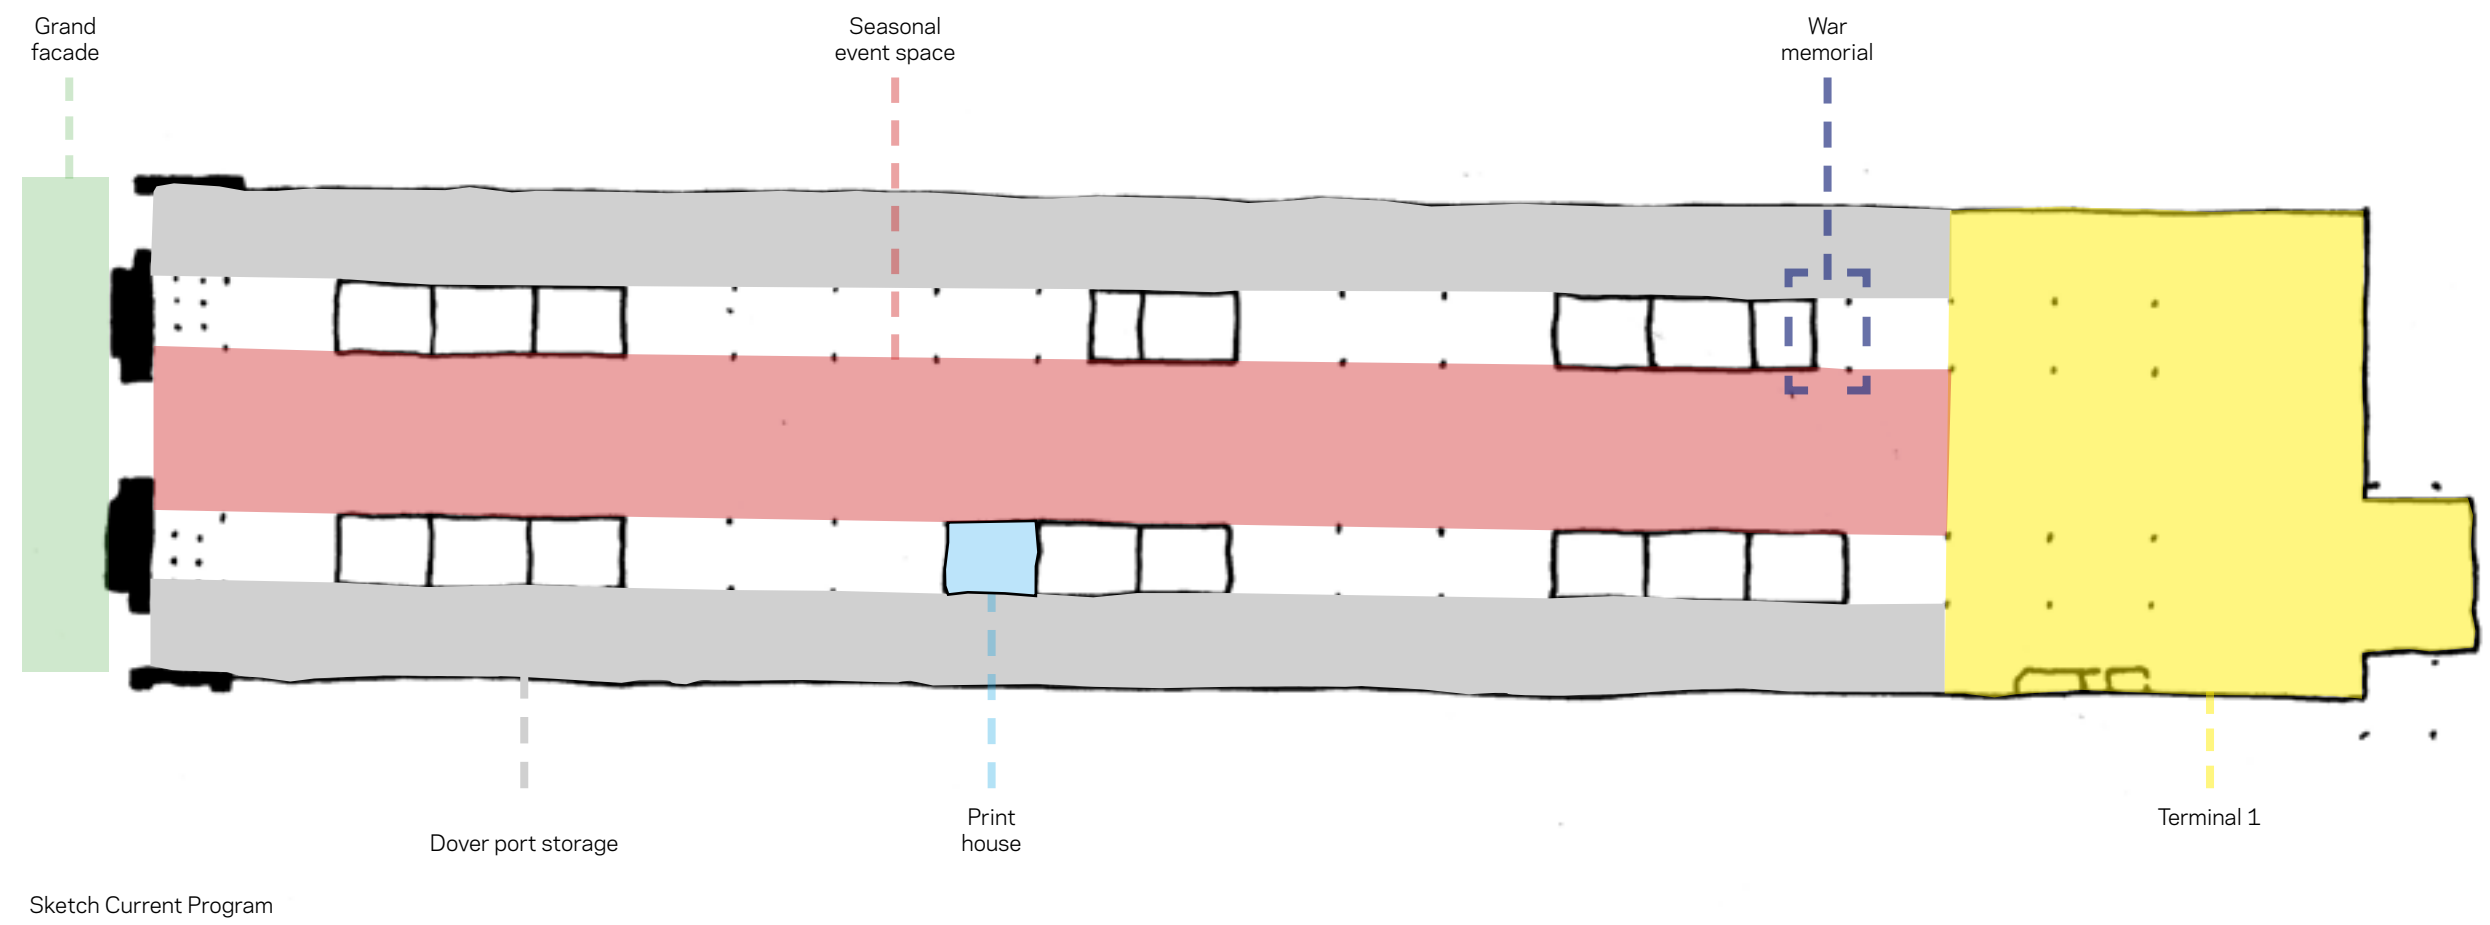 Grand
facade
Seasonal
event space
War
memorial
Dover port storage
Print
house
Terminal 1
Sketch Current Program